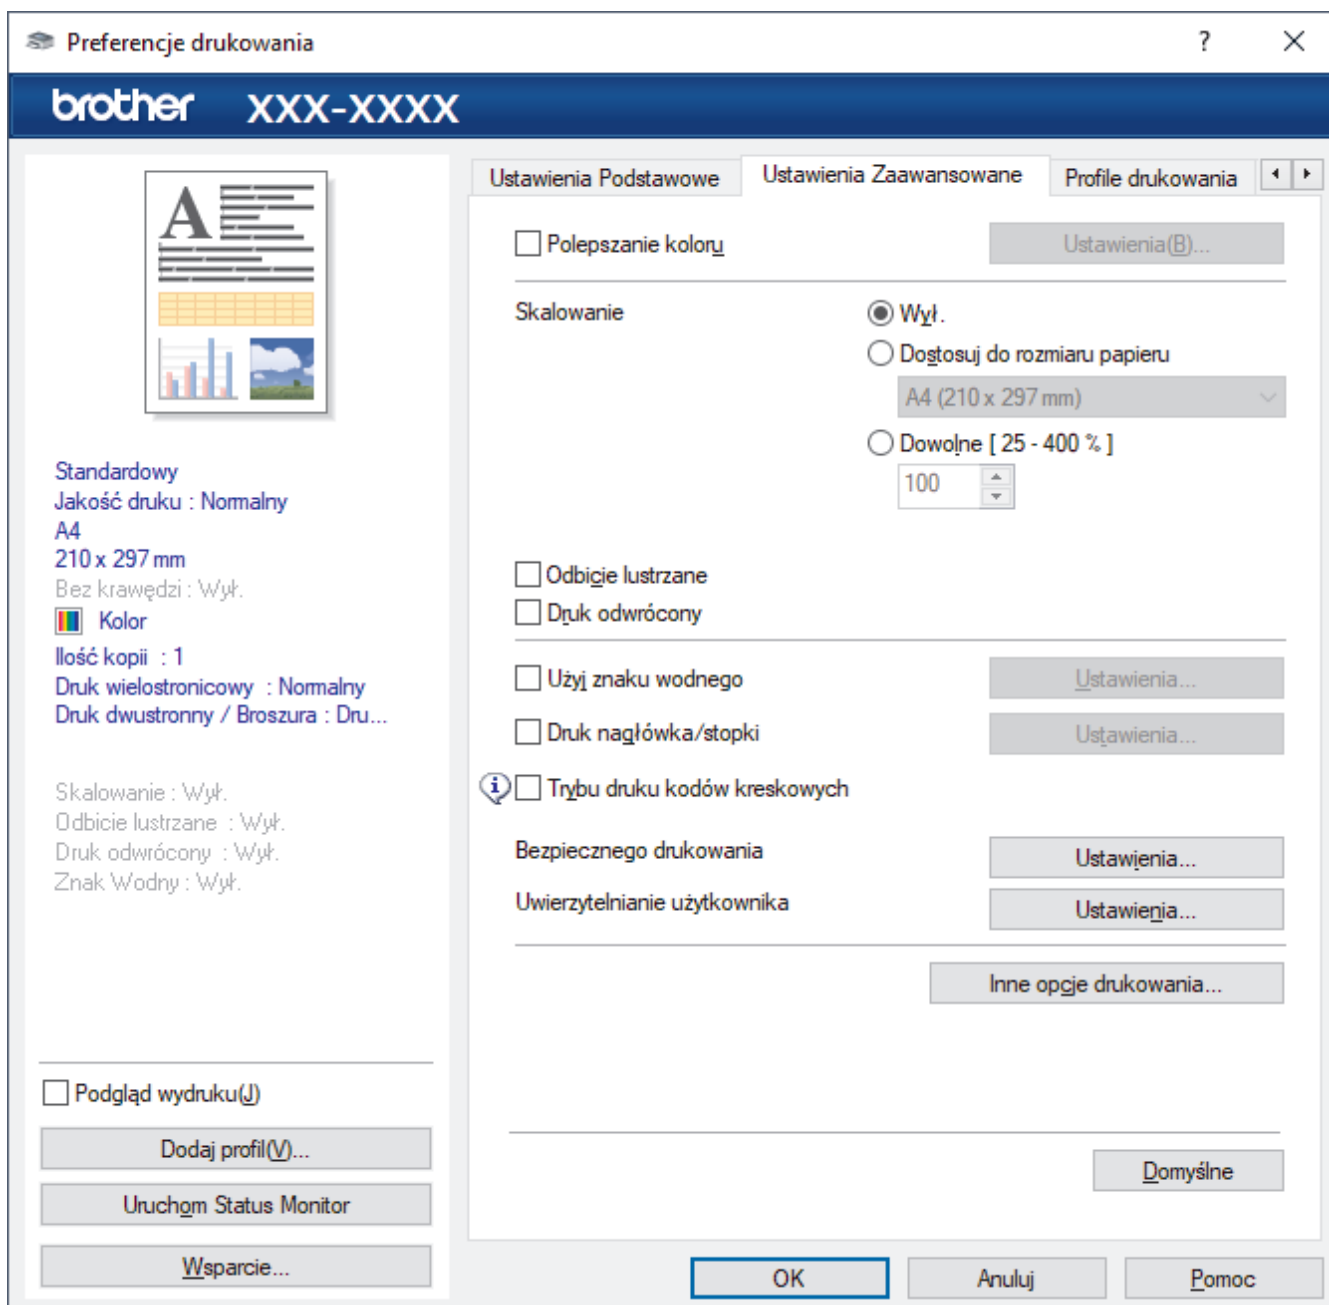 Preferencje drukowania
brother XXX-XXXX
Ustawienia Podstawowe
Ustawienia Zaawansowane
Profile drukowania
A
Standardowy
Jakość druku : Normalny
A4
210 x 297 mm
Bez krawędzi : Wył.
Kolor
Ilość kopii : 1
Druk wielostronicowy : Normalny
Druk dwustronny / Broszura : Dru...
Skalowanie : Wył.
Odbicie lustrzane : Wył.
Druk odwrócony : Wył.
Znak Wodny : Wył.
Podgląd wydruku(J)
Dodaj profil(V)...
Uruchom Status Monitor
Wsparcie...
Polepszanie koloru
Ustawienia(B)...
Skalowanie
Wył.
Dostosuj do rozmiaru papieru
A4 (210 x 297 mm)
Dowolne [ 25 - 400 % ]
100
Odbicie lustrzane
Druk odwrócony
Użyj znaku wodnego
Ustawienia...
Druk nagłówka/stopki
Ustawienia...
Trybu druku kodów kreskowych
Bezpiecznego drukowania
Ustawienia...
Uwierzytelnianie użytkownika
Ustawienia...
Inne opcje drukowania...
Domyślne
OK
Anuluj
Pomoc